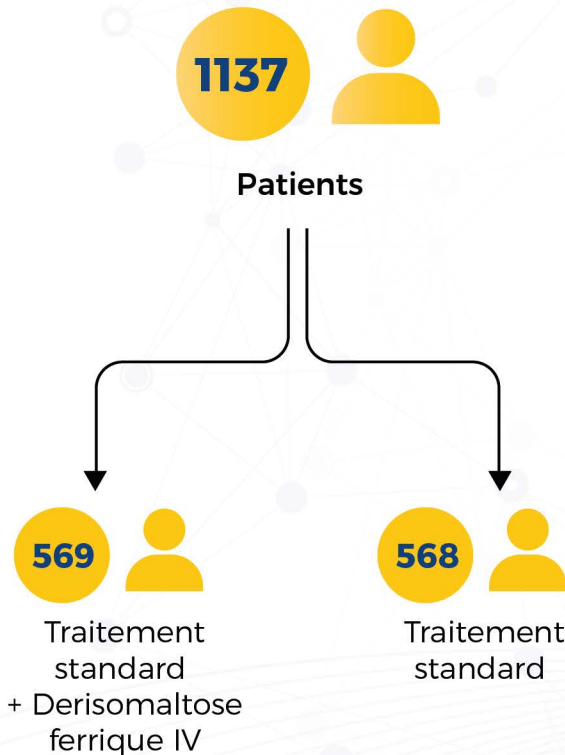 1137
Patients
569
Traitement
standard
+ Derisomaltose
ferrique IV
568
Traitement
standard